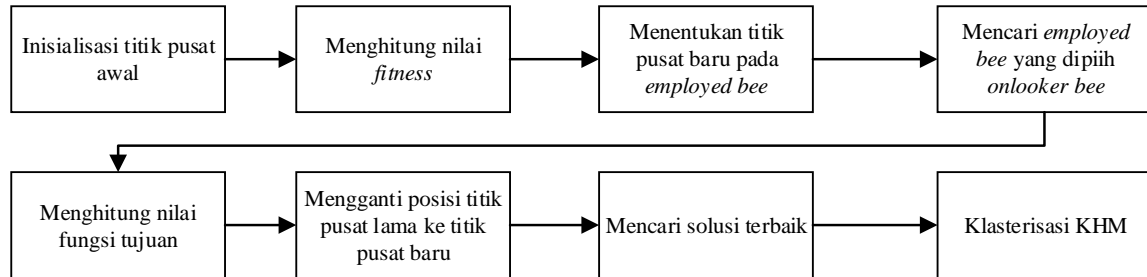 Inisialisasi titik pusat
awal
Menghitung nilai
fitness
Menentukan titik
pusat baru pada
employed bee
Mencari employed
bee yang dipiih
onlooker bee
Menghitung nilai
fungsi tujuan
Mengganti posisi titik
pusat lama ke titik
pusat baru
Mencari solusi terbaik
Klasterisasi KHM